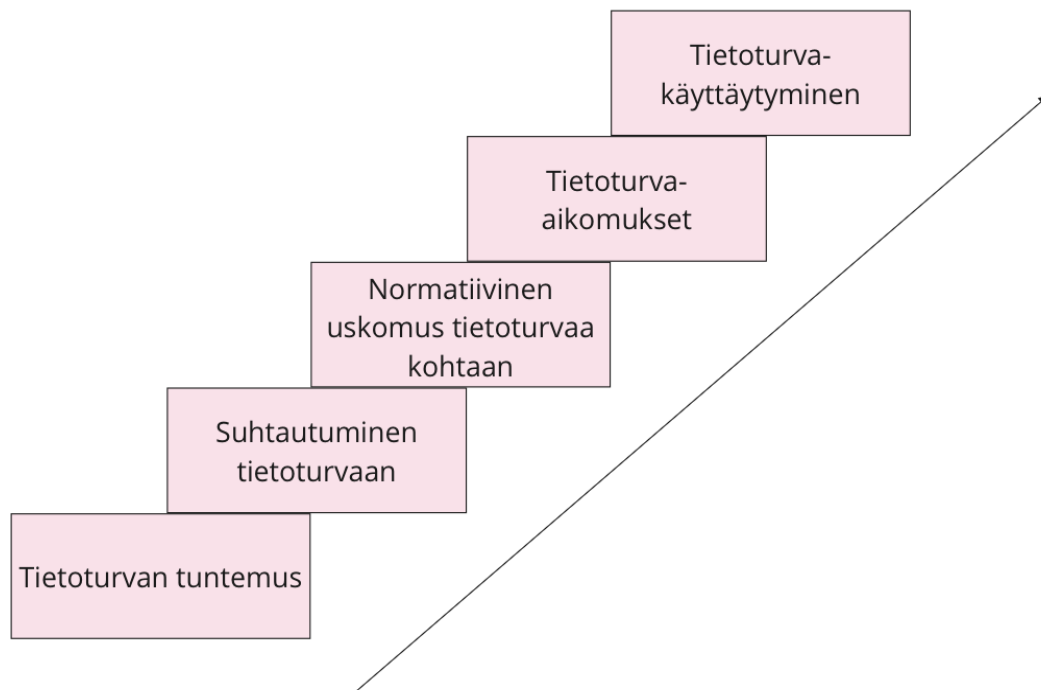 Tietoturva-
käyttäytyminen
Tietoturva-
aikomukset
Normatiivinen
uskomus tietoturvaa
kohtaan
Suhtautuminen
tietoturvaan
Tietoturvan tuntemus